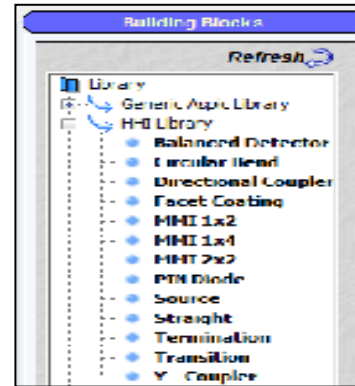 Building Blocks
Refresh
Library
Generic Aspic Library
HHI Library
Balanced Detector
Circular Bend
Directional Coupler
Facet Coating
MMI 1x2
MMI 1x4
MMI 2x2
PIN Diode
Source
Straight
Termination
Transition
Y - Coupler